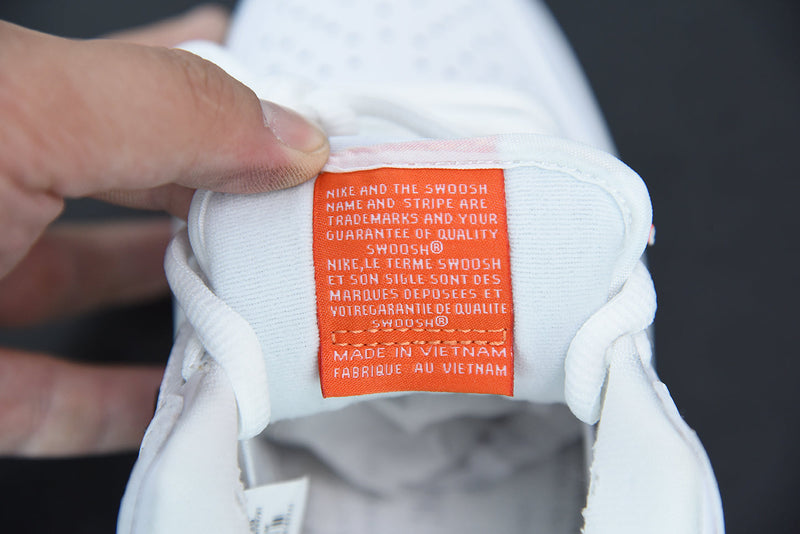 NIKE AND THE SWOOSH
NAME AND STRIPE ARE
TRADEMARKS AND YOUR
GUARANTEE OF QUALITY
SWOOSH®
NIKE,LE TERME SWOOSH
ET SON SIGLE SONT DES
MARQUES DEPOSEES ET
VOTREGARANTIE DE QUALITE
SWOOSH®
MADE IN VIETNAM
FABRIQUE AU VIETNAM